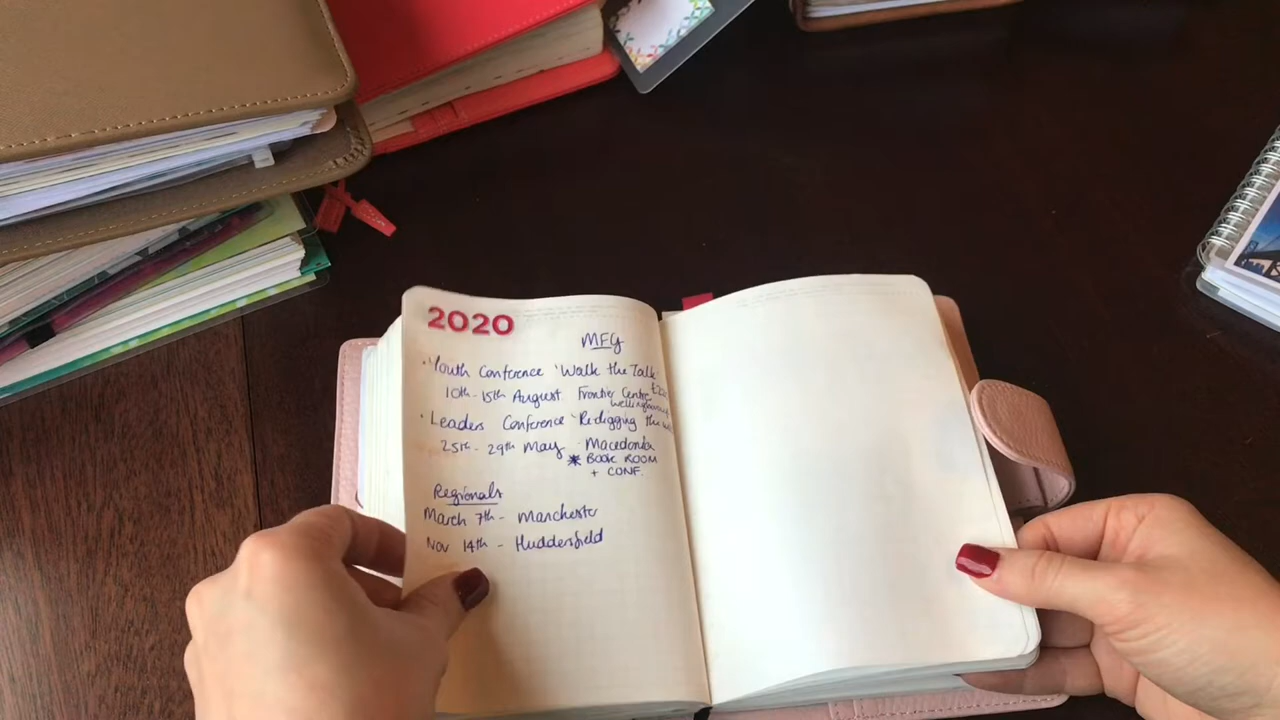 2020
MFG
· Youth Conference 'Walk the Talk'
10th - 15th August Frontier Centre
Wellingborough
· Leaders Conference 'Redigging the
25th - 29th May - Macedonia
* BOOK ROOM
+ CONF.
Regionals
March 7th - Manchester
Nov 14th - Huddersfield